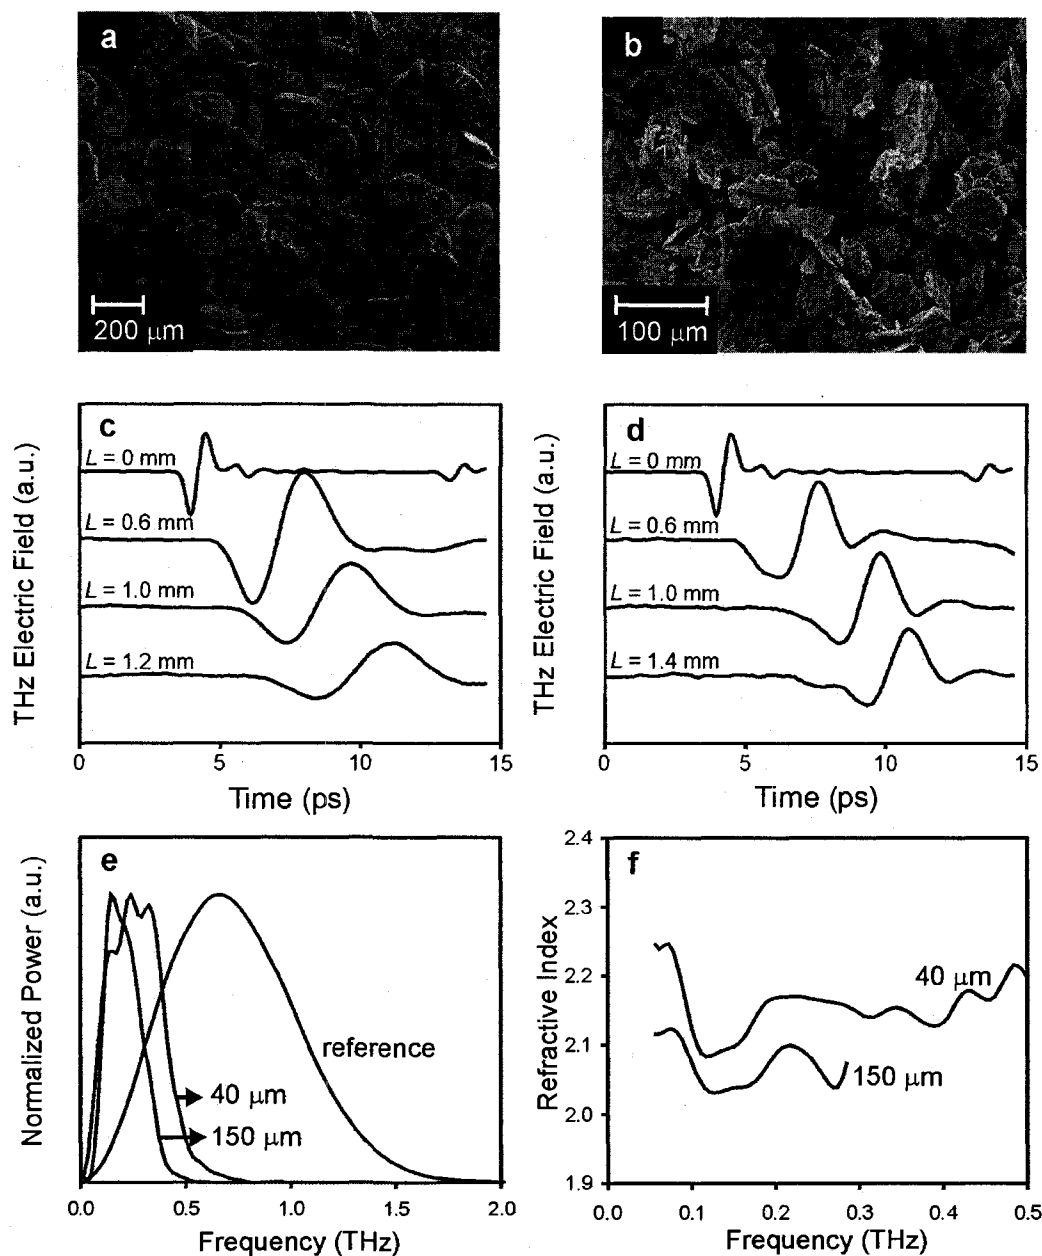 a
200 μm
b
100 μm
c
THz Electric Field (a.u.)
L = 0 mm
L = 0.6 mm
L = 1.0 mm
L = 1.2 mm
0 5 10 15
Time (ps)
d
THz Electric Field (a.u.)
L = 0 mm
L = 0.6 mm
L = 1.0 mm
L = 1.4 mm
0 5 10 15
Time (ps)
e
Normalized Power (a.u.)
reference
40 μm
150 μm
0.0 0.5 1.0 1.5 2.0
Frequency (THz)
f
Refractive Index
2.4
2.3
2.2
2.1
2.0
1.9
40 μm
150 μm
0.0 0.1 0.2 0.3 0.4 0.5
Frequency (THz)